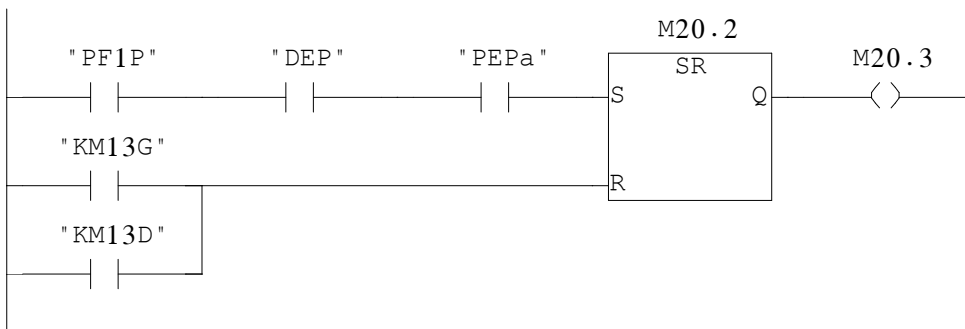 M20.2
"PF1P" "DEP" "PEPa" SR M20.3
S Q
"KM13G"
R
"KM13D"